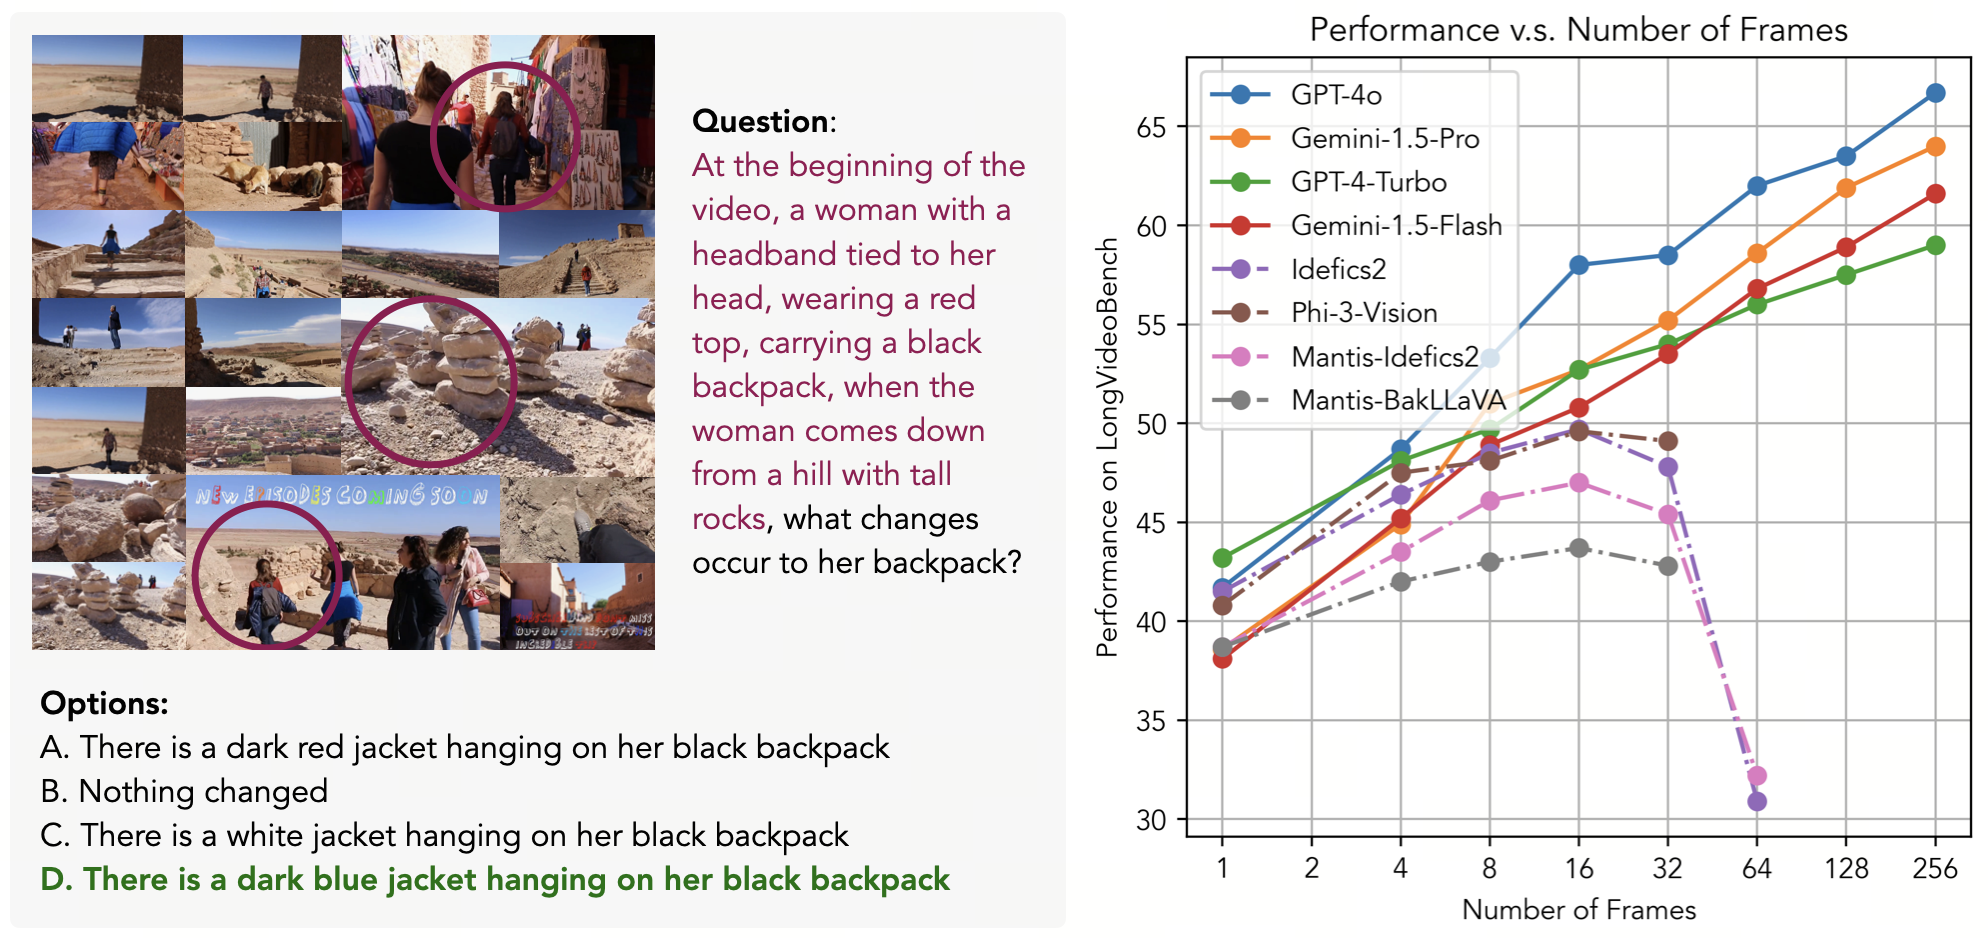 NEW EPISODES COMING SOON
OUT ON THE REST OF THIS
Question:
At the beginning of the
video, a woman with a
headband tied to her
head, wearing a red
top, carrying a black
backpack, when the
woman comes down
from a hill with tall
rocks, what changes
occur to her backpack?
Options:
A. There is a dark red jacket hanging on her black backpack
B. Nothing changed
C. There is a white jacket hanging on her black backpack
D. There is a dark blue jacket hanging on her black backpack
Performance v.s. Number of Frames
GPT-4o
Gemini-1.5-Pro
GPT-4-Turbo
Gemini-1.5-Flash
Idefics2
Phi-3-Vision
Mantis-Idefics2
Mantis-BakLLaVA
Performance on LongVideoBench
65
60
55
50
45
40
35
30
1 2 4 8 16 32 64 128 256
Number of Frames